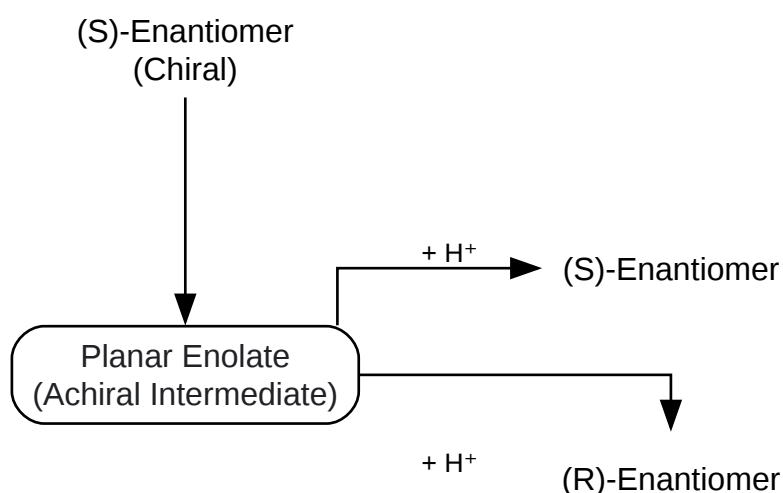 (S)-Enantiomer
(Chiral)
+ H⁺
(S)-Enantiomer
Planar Enolate
(Achiral Intermediate)
+ H⁺
(R)-Enantiomer